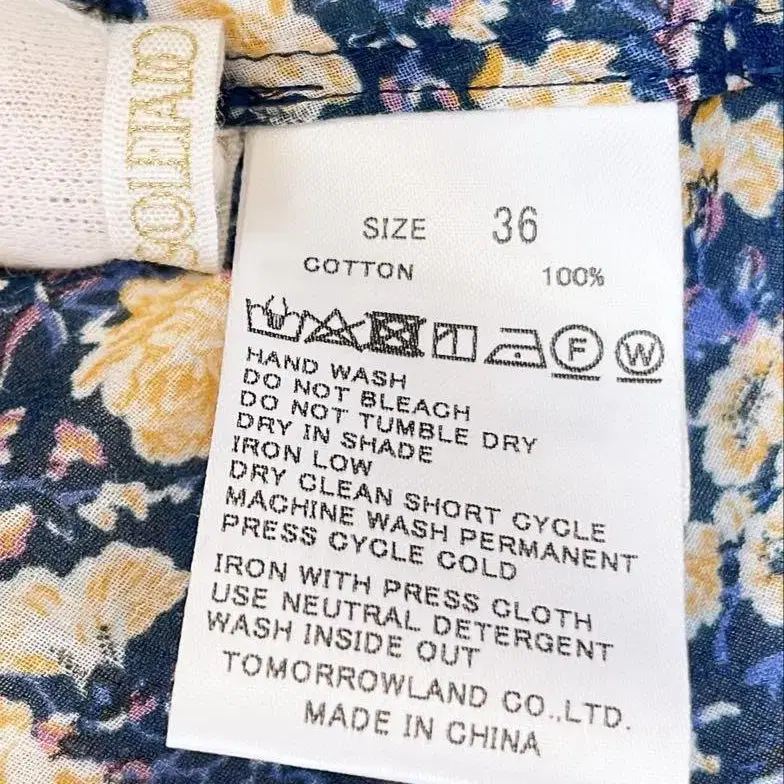 SIZE 36
COTTON 100%
F W
HAND WASH
DO NOT BLEACH
DO NOT TUMBLE DRY
DRY IN SHADE
IRON LOW
DRY CLEAN SHORT CYCLE
MACHINE WASH PERMANENT
PRESS CYCLE COLD
IRON WITH PRESS CLOTH
USE NEUTRAL DETERGENT
WASH INSIDE OUT
TOMORROWLAND CO.,LTD.
MADE IN CHINA